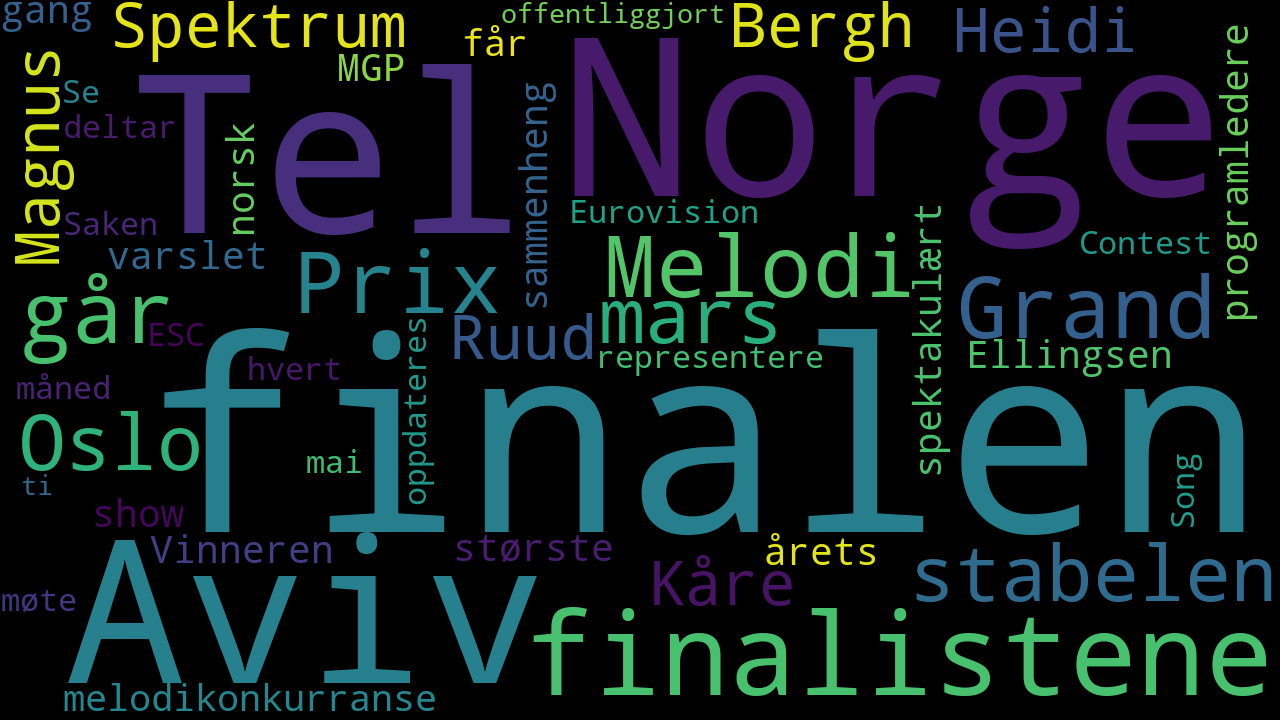 gang
Spektrum
offentliggjort
Bergh
Heidi
får
MGP
Tel
Norge
Magnus
Se
deltar
norsk
sammenheng
programledere
Saken
Eurovision
varslet
Contest
Prix
Melodi
spektakulært
går
ESC
Ruud
mars
Grand
hvert
representere
Ellingsen
måned
oppdateres
finalen
Oslo
mai
Song
ti
show
Vinneren
største
årets
Aviv
Kåre
stabelen
møte
finalistene
melodikonkurranse